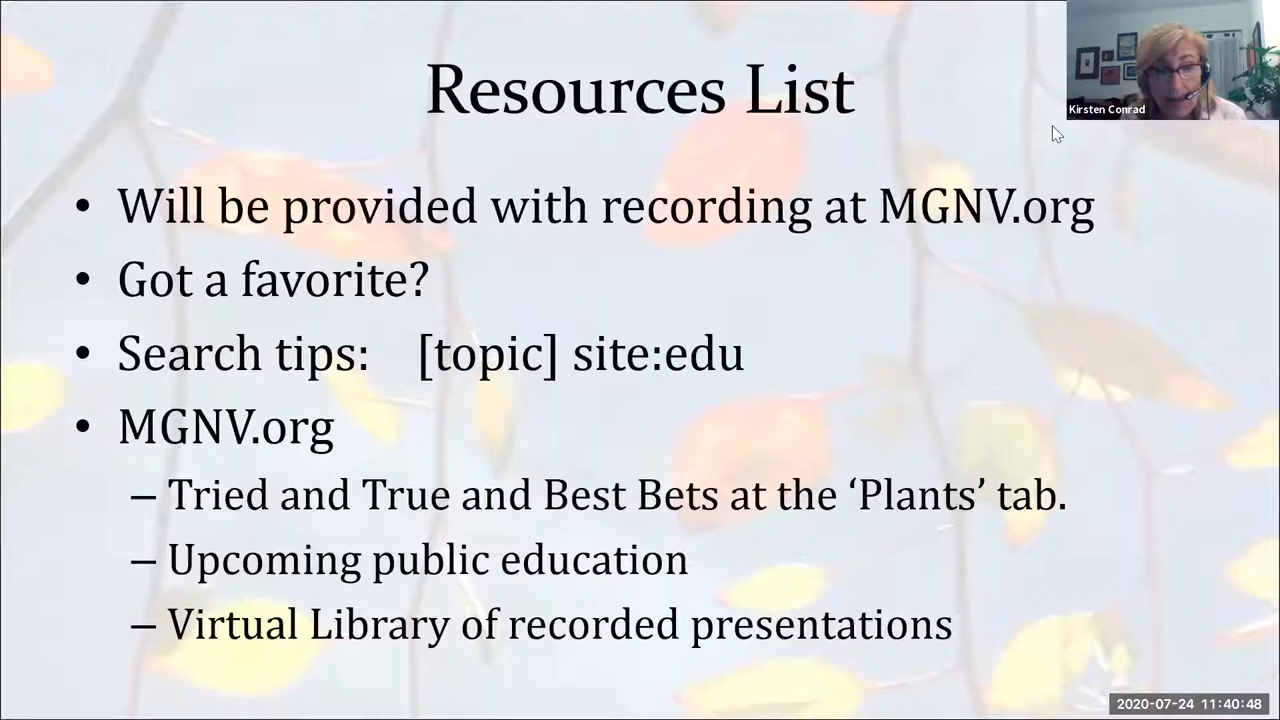 Resources List
Kirsten Conrad
• Will be provided with recording at MGNV.org
• Got a favorite?
• Search tips: [topic] site:edu
• MGNV.org
– Tried and True and Best Bets at the ‘Plants’ tab.
– Upcoming public education
– Virtual Library of recorded presentations
2020-07-24 11:40:48